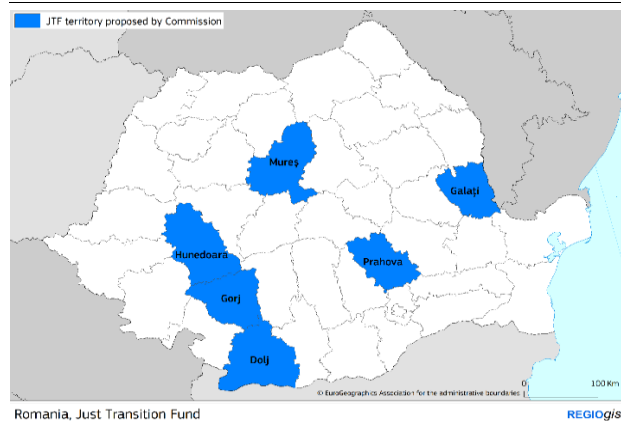 JTF territory proposed by Commission
Mureș
Galați
Hunedoara
Prahova
Gorj
Dolj
0 100 Km
© EuroGeographics Association for the administrative boundaries
Romania, Just Transition Fund
REGIOgis